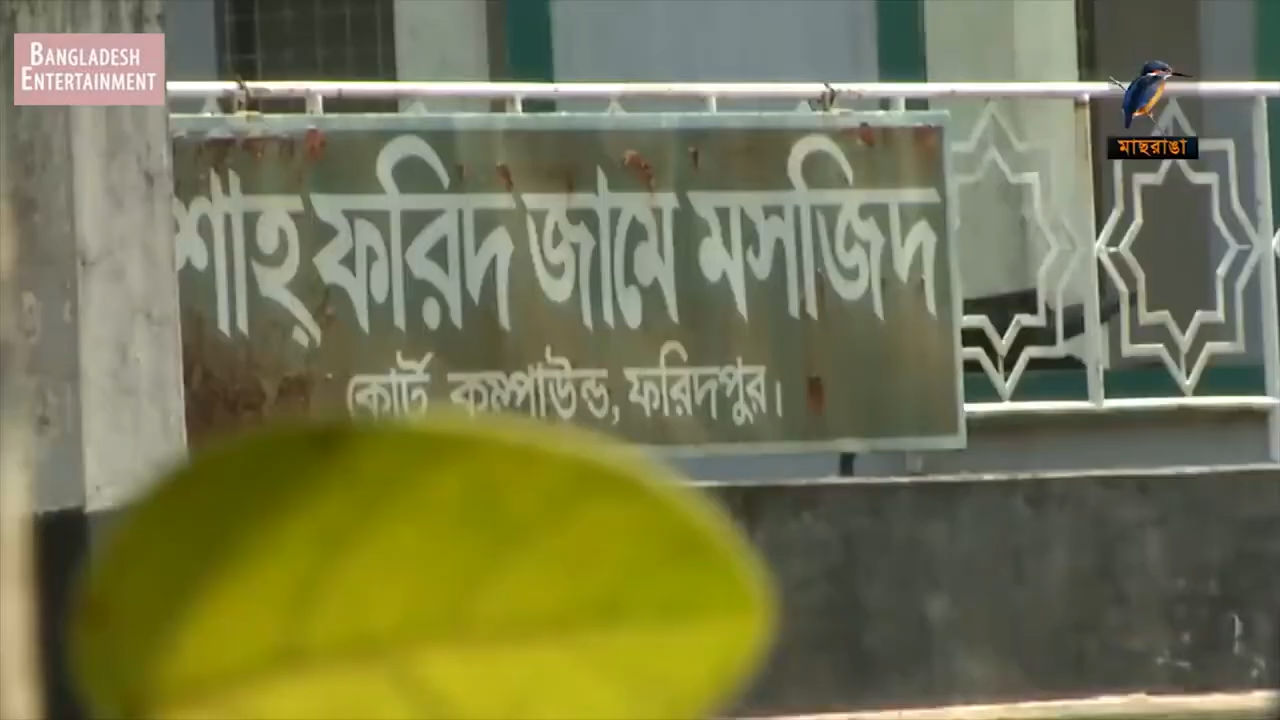 BANGLADESH
ENTERTAINMENT
মাছরাঙা
শাহ্ ফরিদ জামে মসজিদ
কোর্ট কম্পাউন্ড, ফরিদপুর।